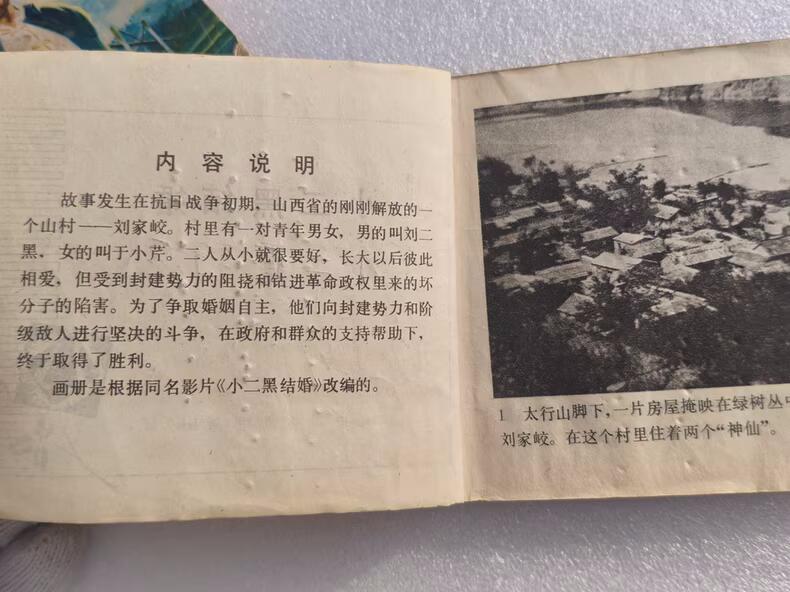 内容说明
故事发生在抗日战争初期，山西省的刚刚解放的一
个山村——刘家峧。村里有一对青年男女，男的叫刘二
黑，女的叫于小芹。二人从小就很要好，长大以后彼此
相爱，但受到封建势力的阻挠和钻进革命政权里来的坏
分子的陷害。为了争取婚姻自主，他们向封建势力和阶
级敌人进行坚决的斗争，在政府和群众的支持帮助下，
终于取得了胜利。
画册是根据同名影片《小二黑结婚》改编的。
1 太行山脚下，一片房屋掩映在绿树丛中
刘家峧。在这个村里住着两个“神仙”。